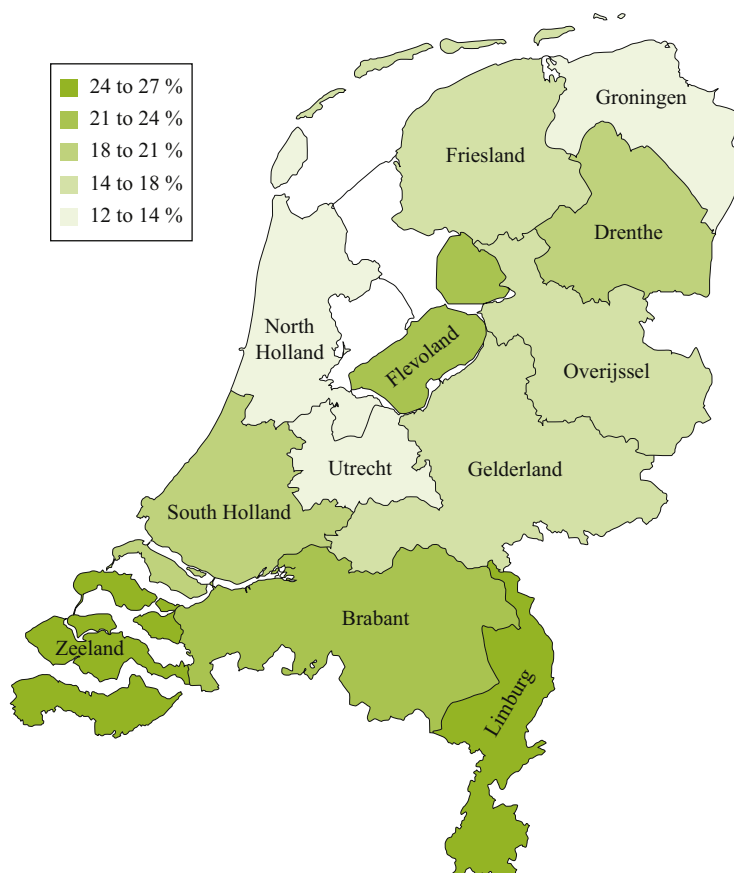 24 to 27 %
21 to 24 %
18 to 21 %
14 to 18 %
12 to 14 %
Groningen
Friesland
Drenthe
North
Holland
Flevoland
Overijssel
Utrecht
Gelderland
South Holland
Brabant
Zeeland
Limburg